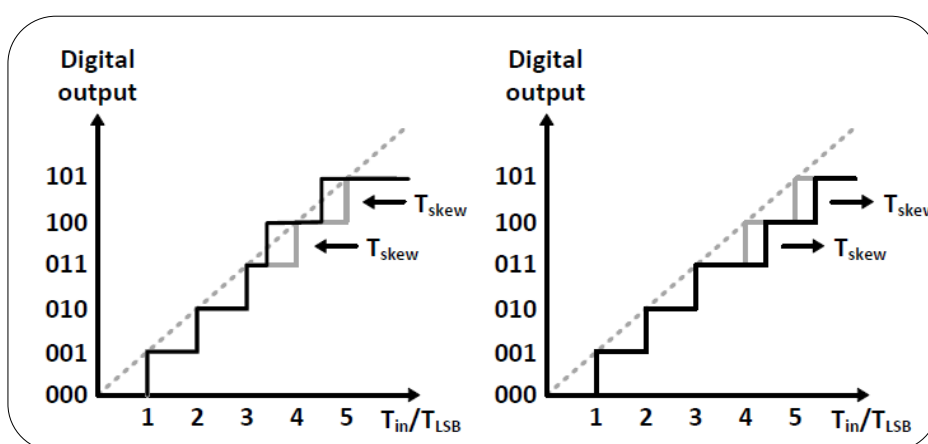 Digital
output
101
100
011
010
001
000
1 2 3 4 5 Tin/TLSB
Tskew
Tskew
Digital
output
101
100
011
010
001
000
1 2 3 4 5 Tin/TLSB
Tskew
Tskew